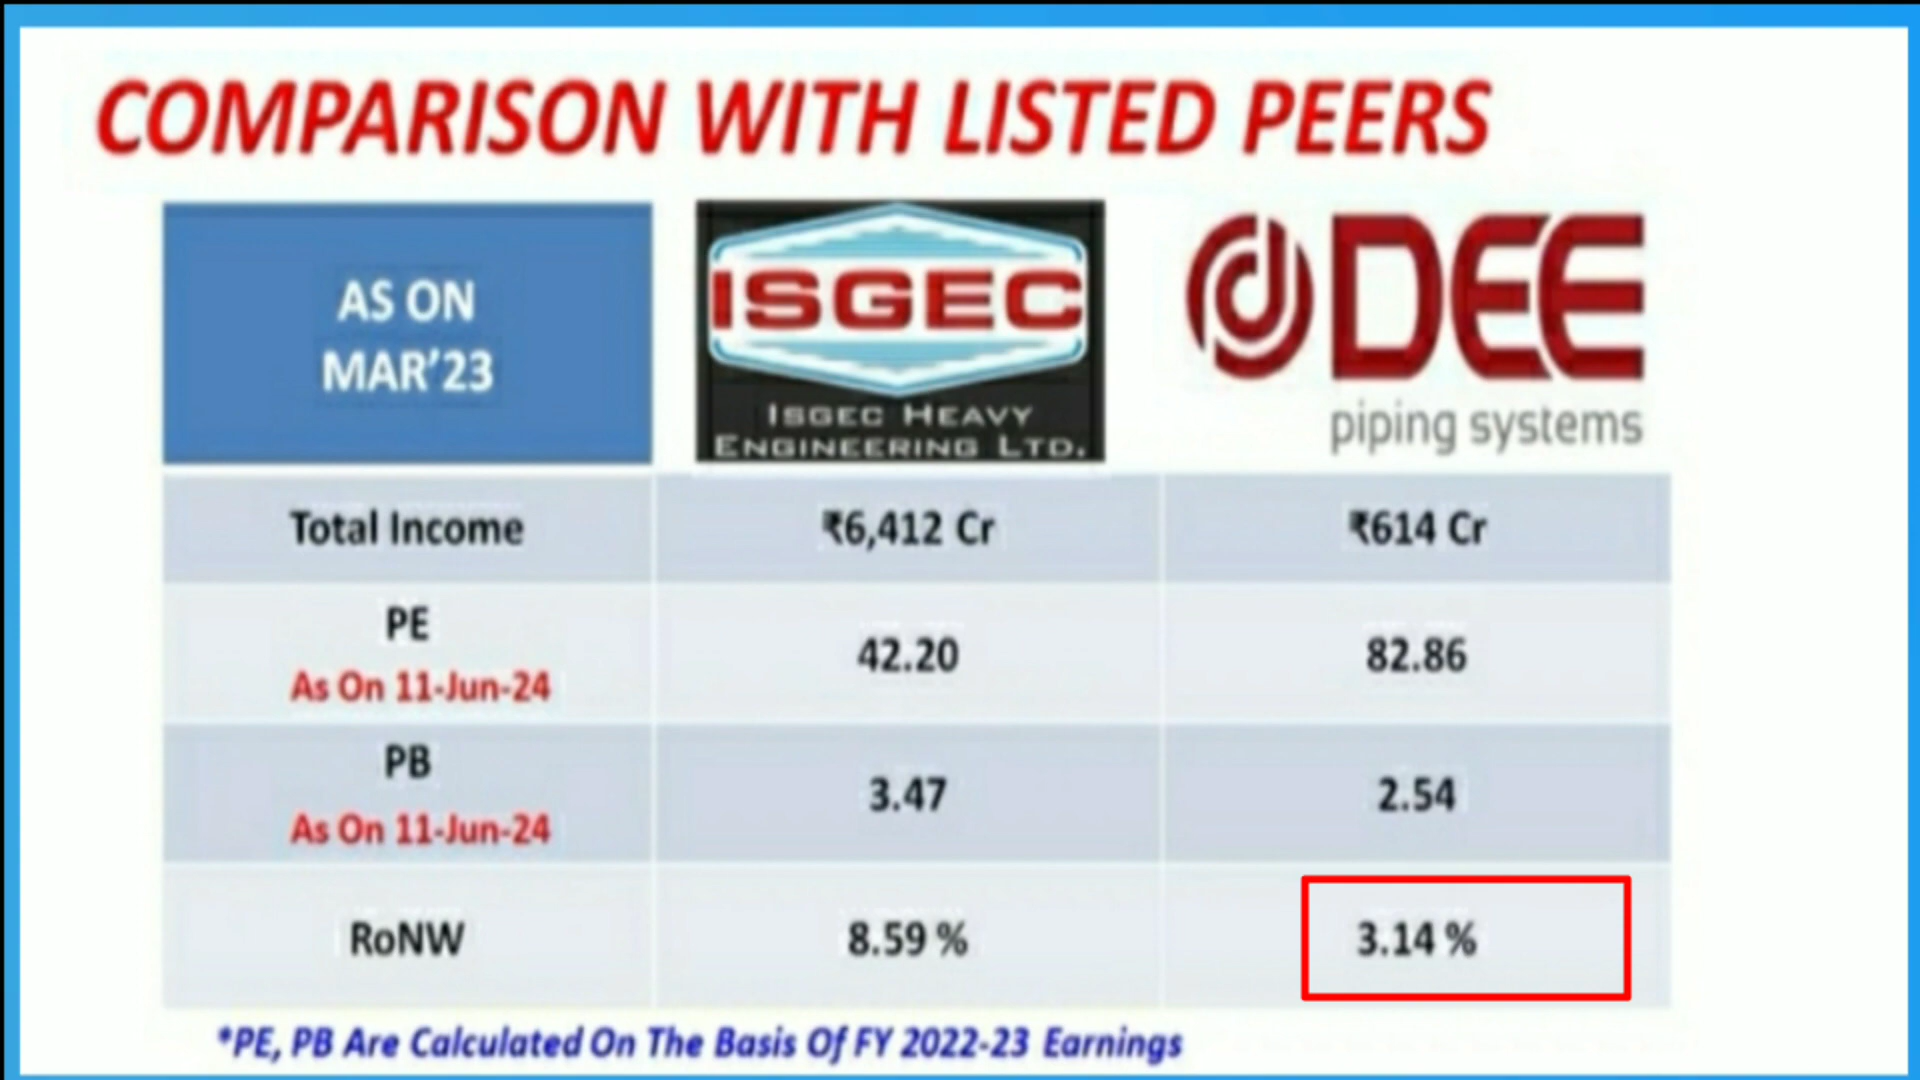 COMPARISON WITH LISTED PEERS
AS ON
MAR’23
ISGEC
ISGEC HEAVY
ENGINEERING LTD.
DEE
piping systems
Total Income ₹6,412 Cr ₹614 Cr
PE
As On 11-Jun-24
42.20 82.86
PB
As On 11-Jun-24
3.47 2.54
RoNW 8.59 % 3.14 %
*PE, PB Are Calculated On The Basis Of FY 2022-23 Earnings